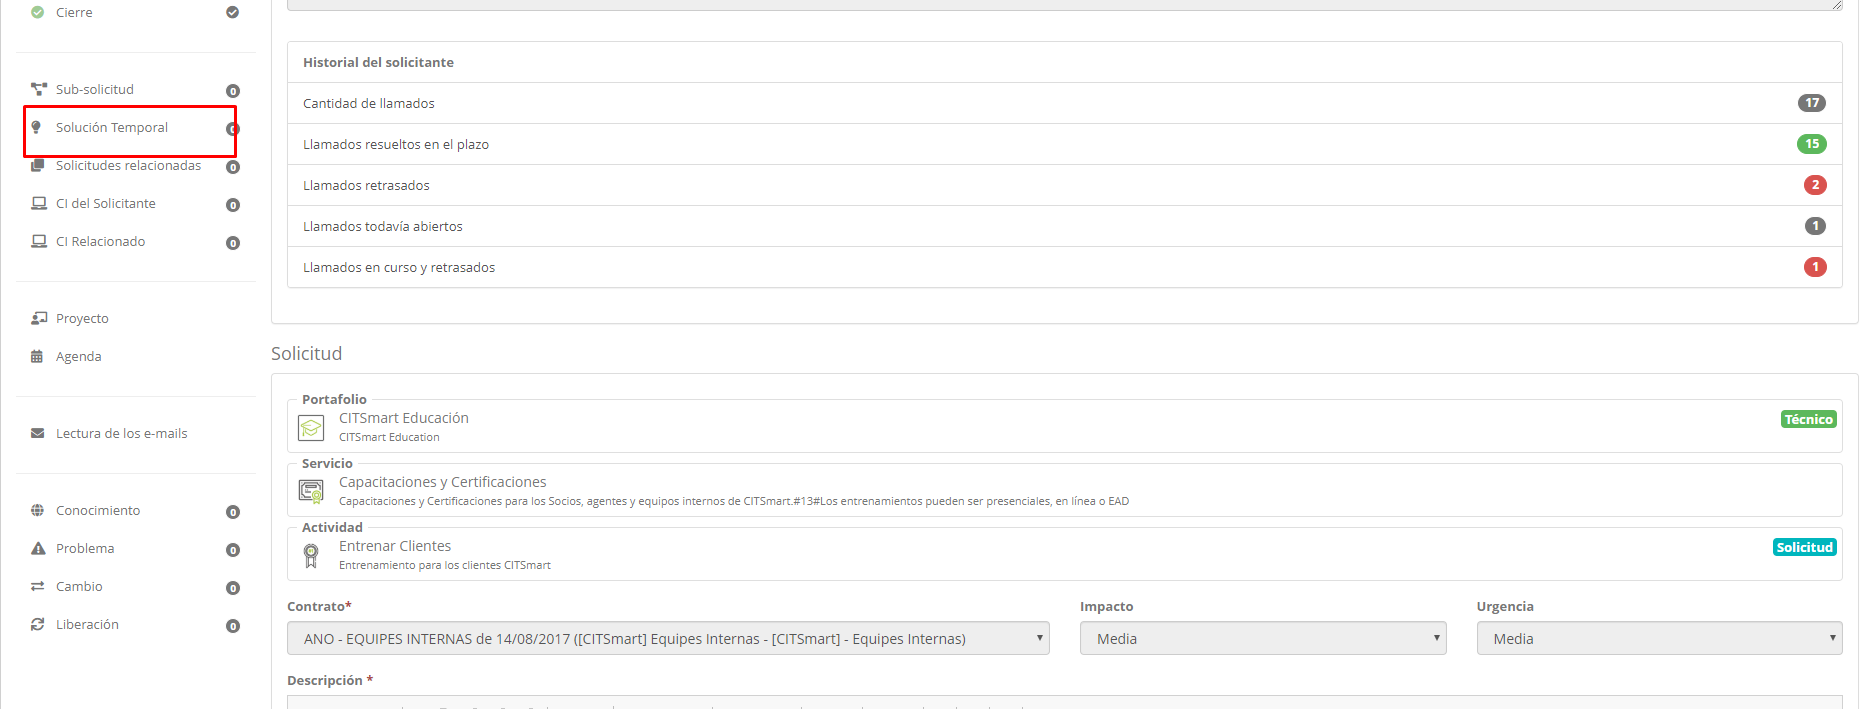 Cierre
Sub-solicitud 0
Solución Temporal
Solicitudes relacionadas 0
CI del Solicitante 0
CI Relacionado 0
Proyecto
Agenda
Lectura de los e-mails
Conocimiento 0
Problema 0
Cambio 0
Liberación 0
Historial del solicitante
Cantidad de llamados 17
Llamados resueltos en el plazo 15
Llamados retrasados 2
Llamados todavía abiertos 1
Llamados en curso y retrasados 1
Solicitud
Portafolio
CITSmart Educación
CITSmart Education
Técnico
Servicio
Capacitaciones y Certificaciones
Capacitaciones y Certificaciones para los Socios, agentes y equipos internos de CITSmart.#13#Los entrenamientos pueden ser presenciales, en línea o EAD
Actividad
Entrenar Clientes
Entrenamiento para los clientes CITSmart
Solicitud
Contrato* Impacto Urgencia
ANO - EQUIPES INTERNAS de 14/08/2017 ([CITSmart] Equipes Internas - [CITSmart] - Equipes Internas) Media Media
Descripción *